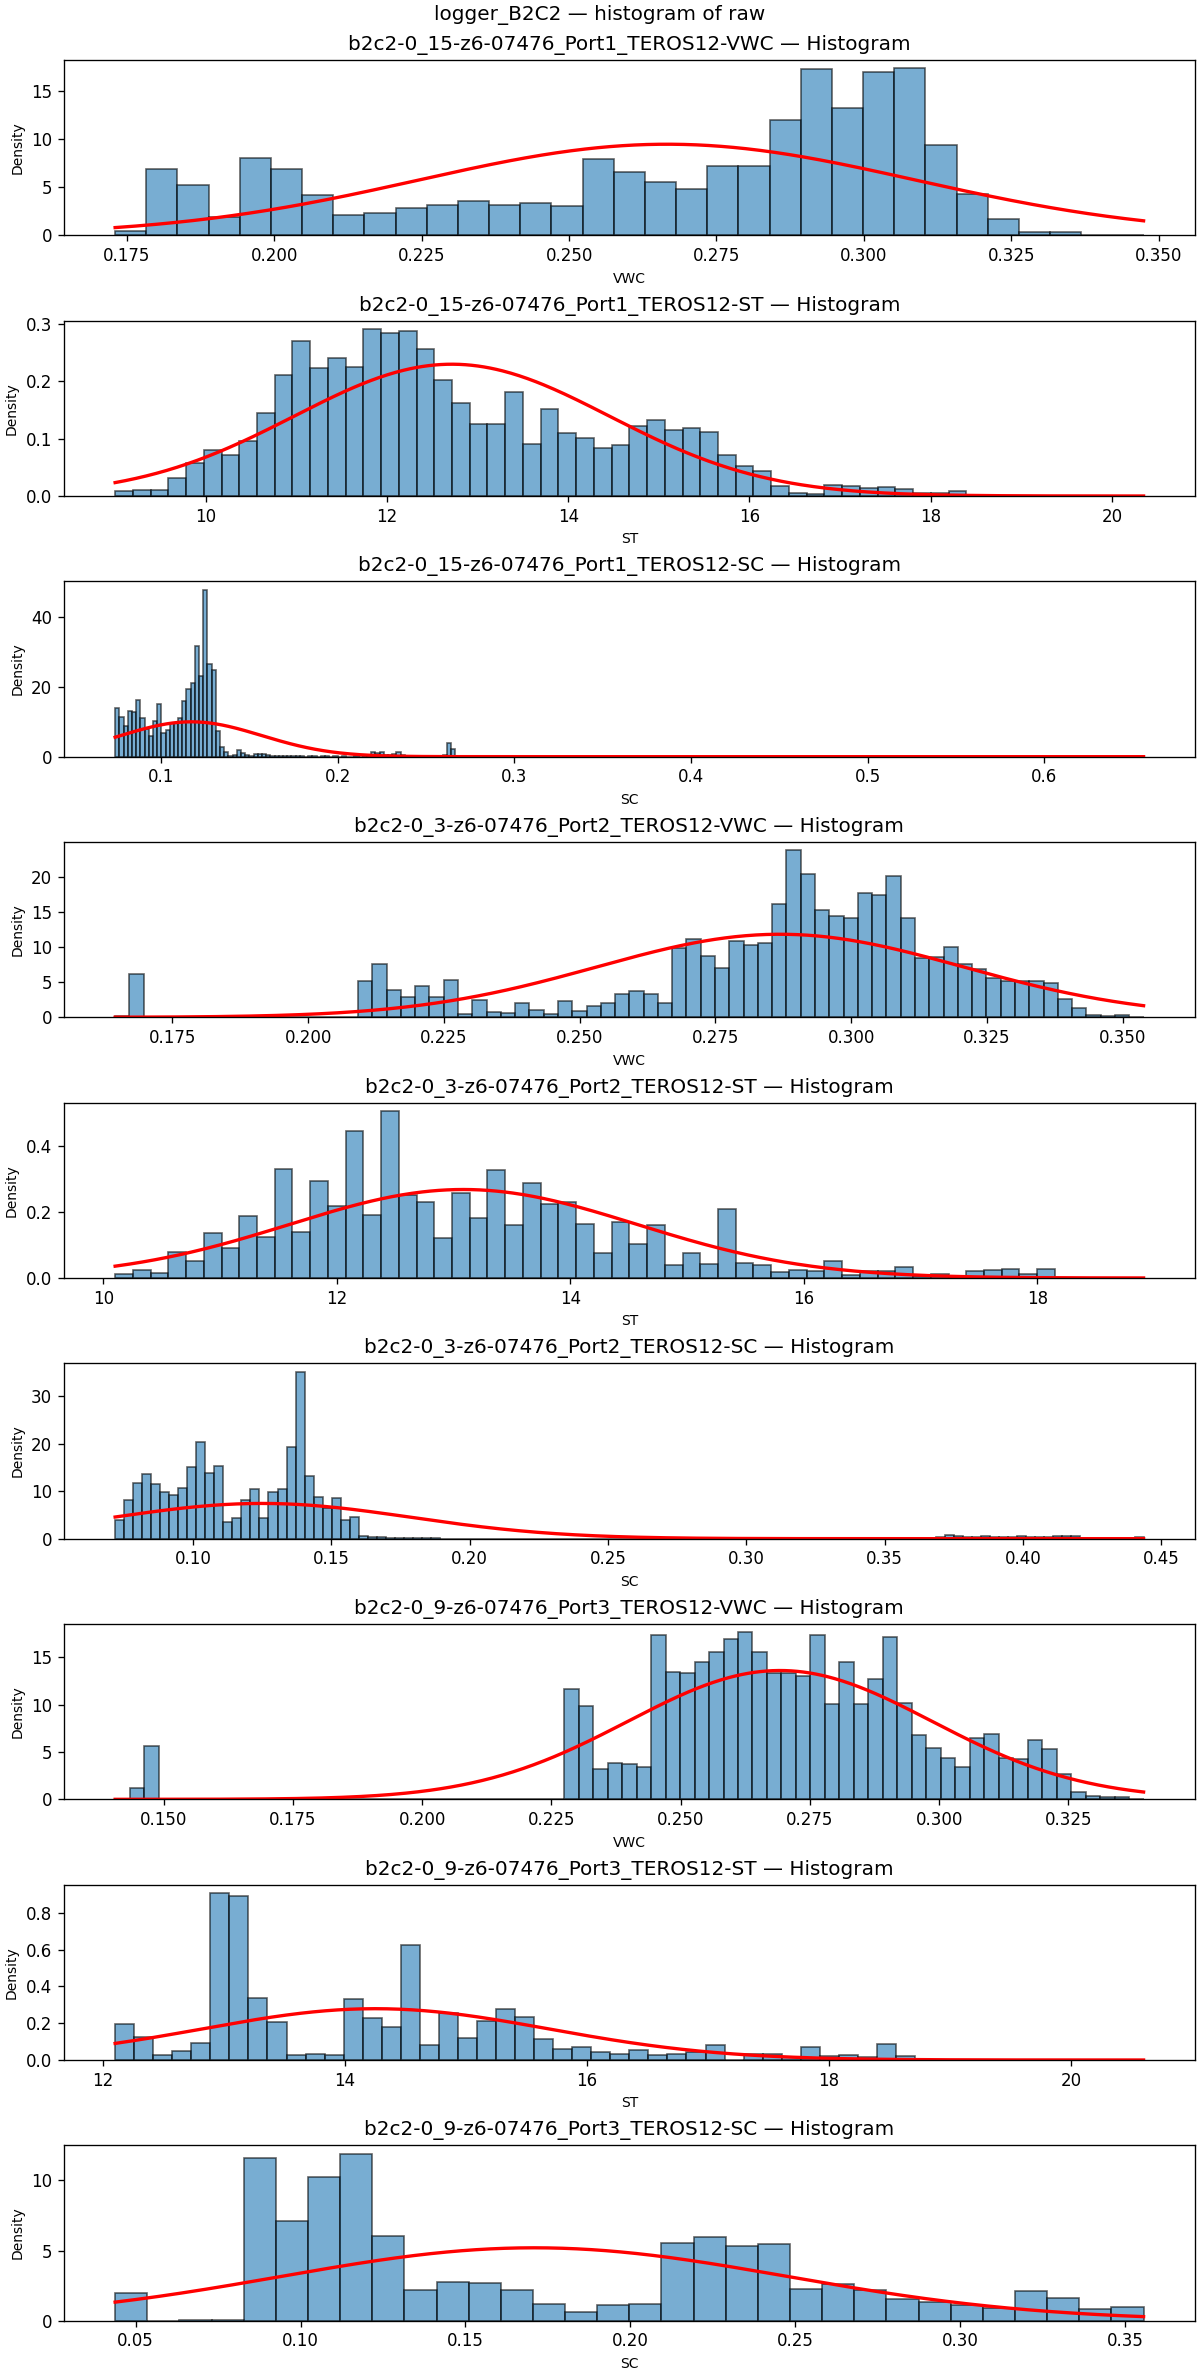 logger_B2C2 — histogram of raw
b2c2-0_15-z6-07476_Port1_TEROS12-VWC — Histogram
Density
15
10
5
0
0.175 0.200 0.225 0.250 0.275 0.300 0.325 0.350
VWC
b2c2-0_15-z6-07476_Port1_TEROS12-ST — Histogram
Density
0.3
0.2
0.1
0.0
10 12 14 16 18 20
ST
b2c2-0_15-z6-07476_Port1_TEROS12-SC — Histogram
Density
40
20
0
0.1 0.2 0.3 0.4 0.5 0.6
SC
b2c2-0_3-z6-07476_Port2_TEROS12-VWC — Histogram
Density
20
15
10
5
0
0.175 0.200 0.225 0.250 0.275 0.300 0.325 0.350
VWC
b2c2-0_3-z6-07476_Port2_TEROS12-ST — Histogram
Density
0.4
0.2
0.0
10 12 14 16 18
ST
b2c2-0_3-z6-07476_Port2_TEROS12-SC — Histogram
Density
30
20
10
0
0.10 0.15 0.20 0.25 0.30 0.35 0.40 0.45
SC
b2c2-0_9-z6-07476_Port3_TEROS12-VWC — Histogram
Density
15
10
5
0
0.150 0.175 0.200 0.225 0.250 0.275 0.300 0.325
VWC
b2c2-0_9-z6-07476_Port3_TEROS12-ST — Histogram
Density
0.8
0.6
0.4
0.2
0.0
12 14 16 18 20
ST
b2c2-0_9-z6-07476_Port3_TEROS12-SC — Histogram
Density
10
5
0
0.05 0.10 0.15 0.20 0.25 0.30 0.35
SC